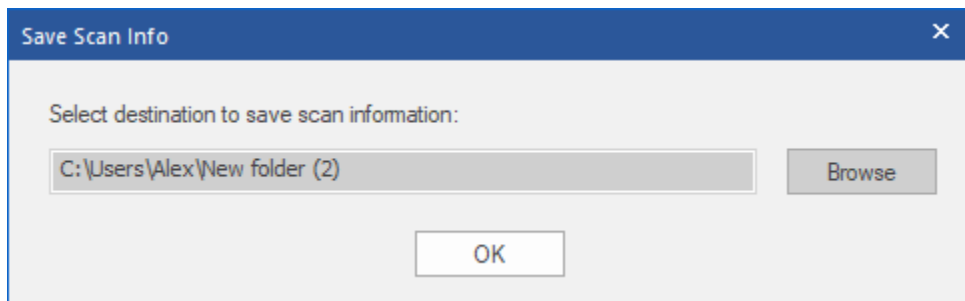 Save Scan Info
Select destination to save scan information:
C:\Users\Alex\New folder (2)
Browse
OK